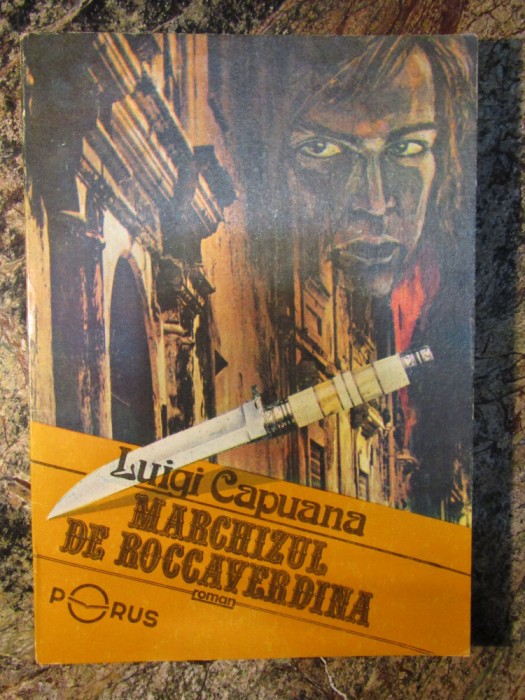 Luigi Capuana
MARCHIZUL
DE ROCCAVERDINA
roman
PORUS